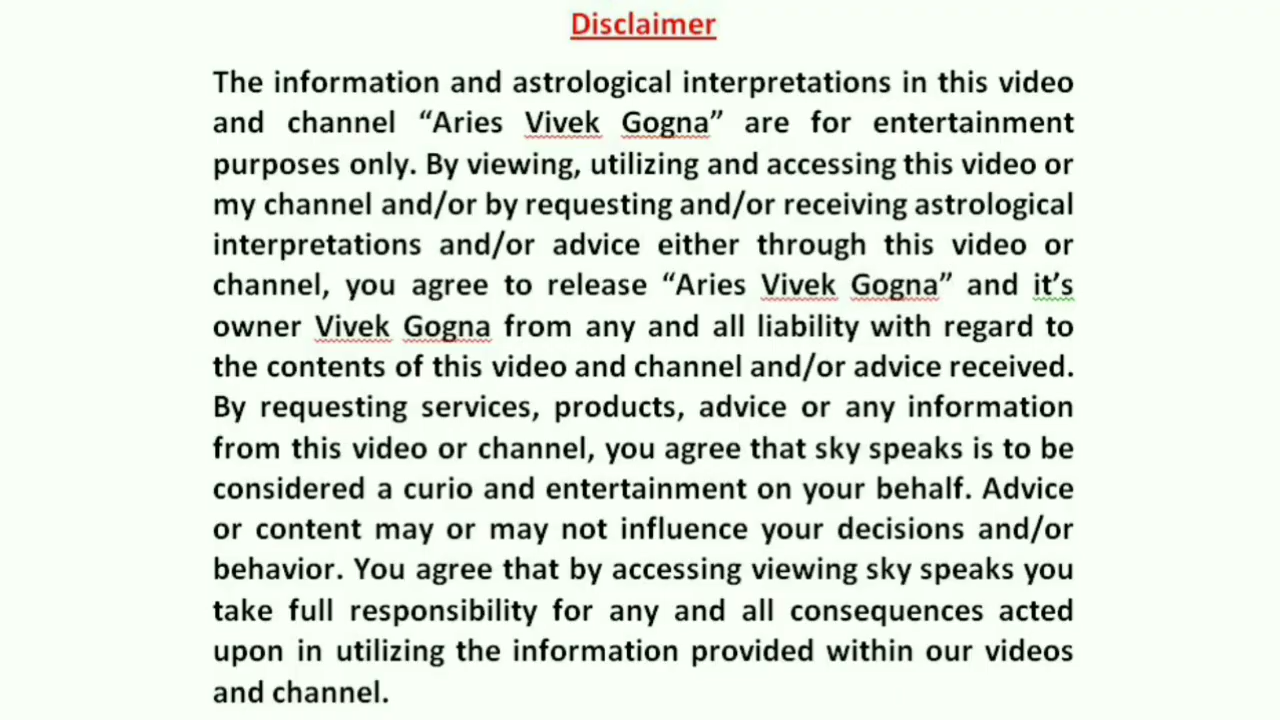 Disclaimer
The information and astrological interpretations in this video
and channel “Aries Vivek Gogna” are for entertainment
purposes only. By viewing, utilizing and accessing this video or
my channel and/or by requesting and/or receiving astrological
interpretations and/or advice either through this video or
channel, you agree to release “Aries Vivek Gogna” and it’s
owner Vivek Gogna from any and all liability with regard to
the contents of this video and channel and/or advice received.
By requesting services, products, advice or any information
from this video or channel, you agree that sky speaks is to be
considered a curio and entertainment on your behalf. Advice
or content may or may not influence your decisions and/or
behavior. You agree that by accessing viewing sky speaks you
take full responsibility for any and all consequences acted
upon in utilizing the information provided within our videos
and channel.